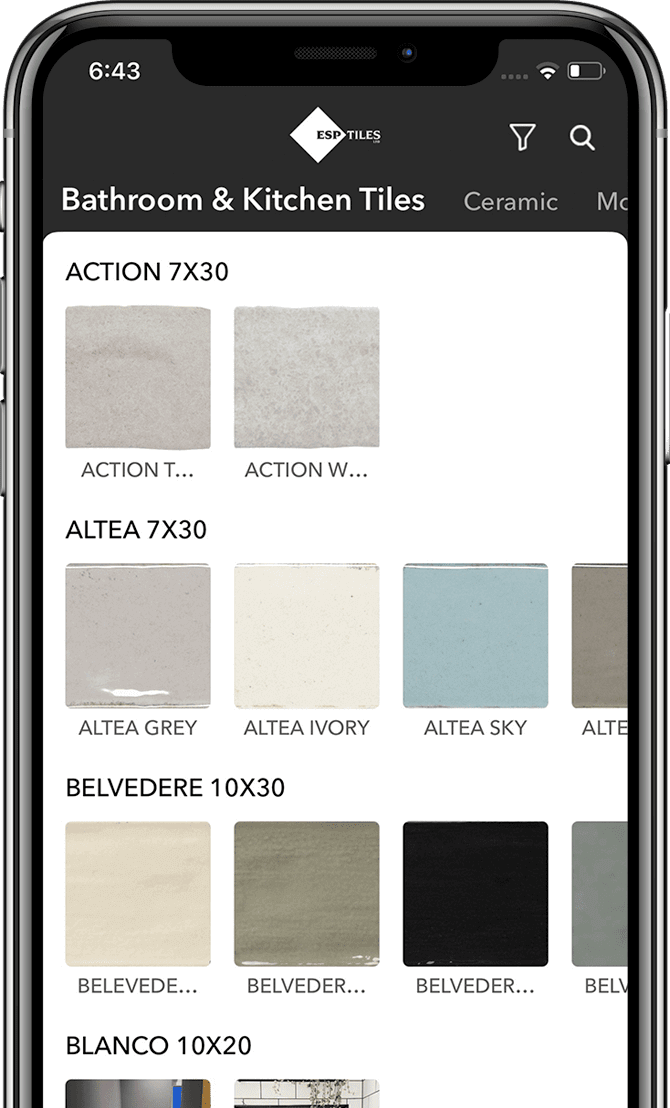 6:43
ESP TILES
Bathroom & Kitchen Tiles Ceramic Mo
ACTION 7X30
ACTION T... ACTION W...
ALTEA 7X30
ALTEA GREY ALTEA IVORY ALTEA SKY ALTE
BELVEDERE 10X30
BELEVEDE... BELVEDER... BELVEDER... BELV
BLANCO 10X20